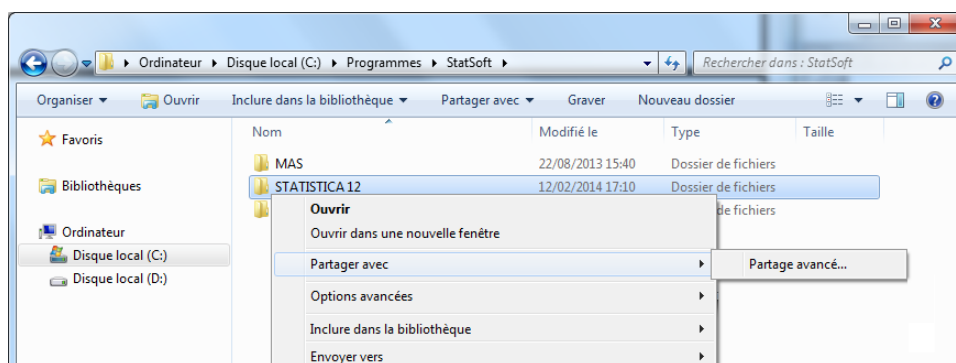 Ordinateur Disque local (C:) Programmes StatSoft Rechercher dans : StatSoft
Organiser Ouvrir Inclure dans la bibliothèque Partager avec Graver Nouveau dossier
Favoris
Bibliothèques
Ordinateur
Disque local (C:)
Disque local (D:)
Nom Modifié le Type Taille
MAS 22/08/2013 15:40 Dossier de fichiers
STATISTICA 12 12/02/2014 17:10 Dossier de fichiers
de fichiers
Ouvrir
Ouvrir dans une nouvelle fenêtre
Partager avec
Partage avancé...
Options avancées
Inclure dans la bibliothèque
Envoyer vers